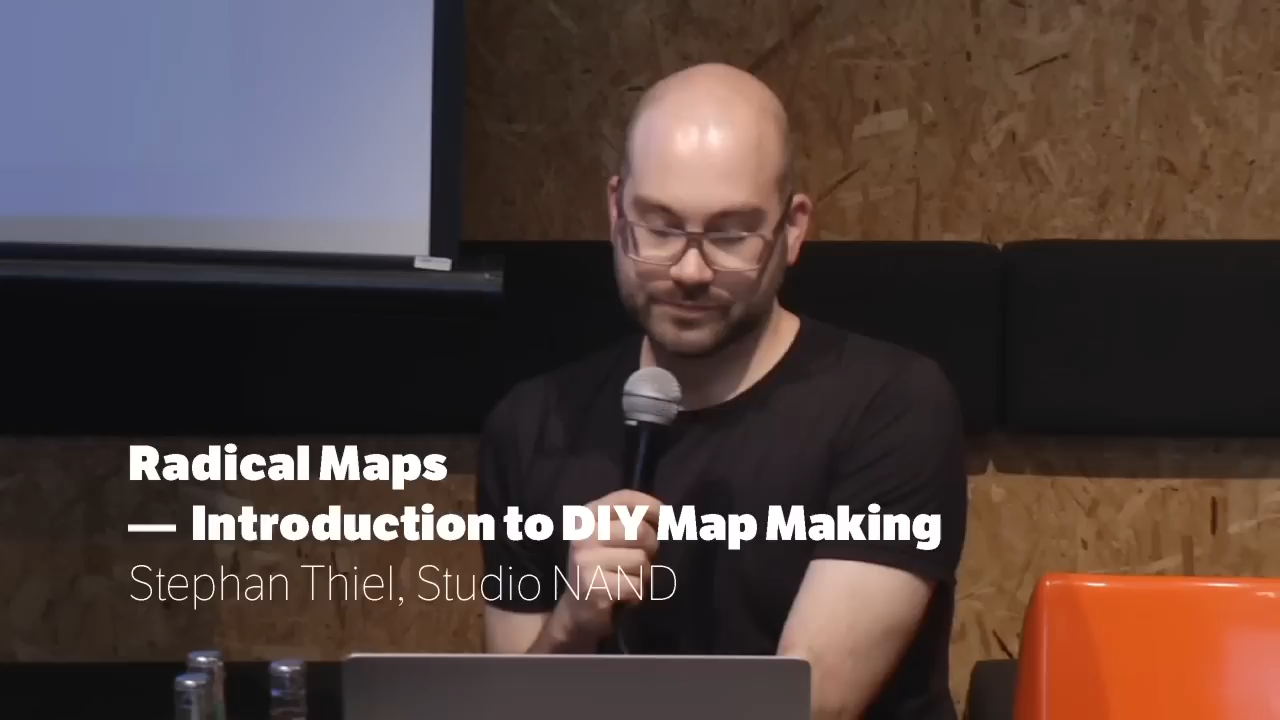 Radical Maps
— Introduction to DIY Map Making
Stephan Thiel, Studio NAND